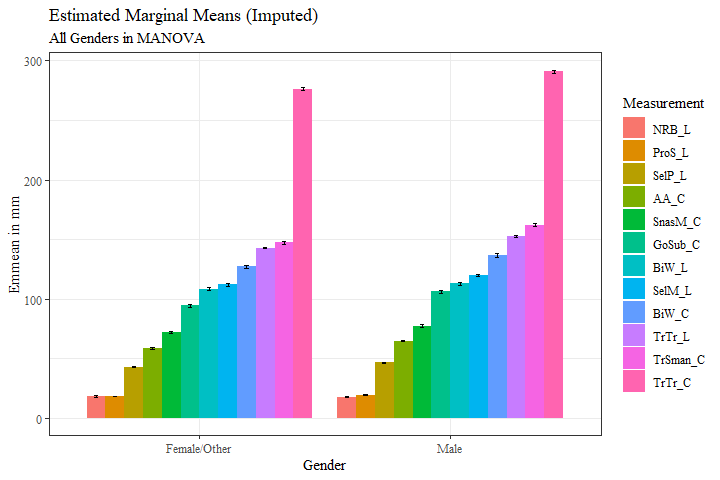 Estimated Marginal Means (Imputed)
All Genders in MANOVA
Emmean in mm
300
200
100
0
Female/Other
Male
Gender
Measurement
NRB_L
ProS_L
SelP_L
AA_C
SnasM_C
GoSub_C
BiW_L
SelM_L
BiW_C
TrTr_L
TrSman_C
TrTr_C